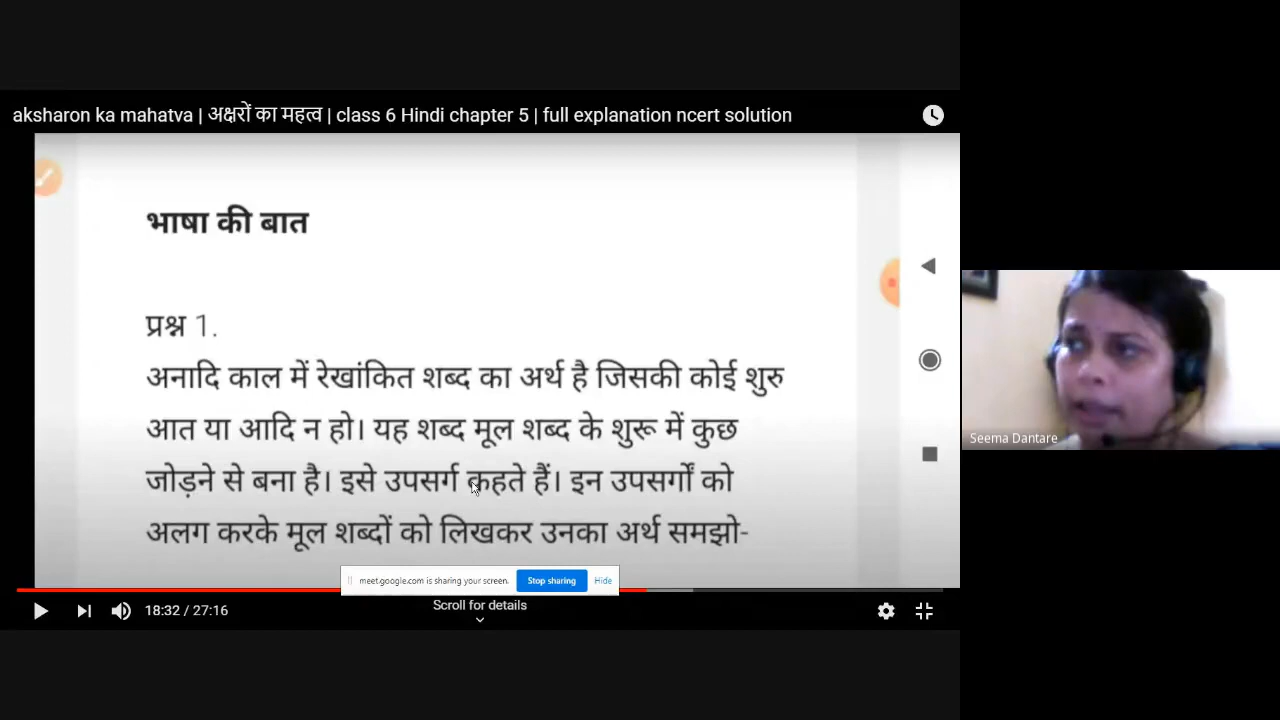 aksharon ka mahatva | अक्षरों का महत्व | class 6 Hindi chapter 5 | full explanation ncert solution
भाषा की बात
प्रश्न 1.
अनादि काल में रेखांकित शब्द का अर्थ है जिसकी कोई शुरु
आत या आदि न हो। यह शब्द मूल शब्द के शुरू में कुछ
जोड़ने से बना है। इसे उपसर्ग कहते हैं। इन उपसर्गों को
अलग करके मूल शब्दों को लिखकर उनका अर्थ समझो-
Seema Dantare
meet.google.com is sharing your screen.
Stop sharing
Hide
18:32 / 27:16
Scroll for details